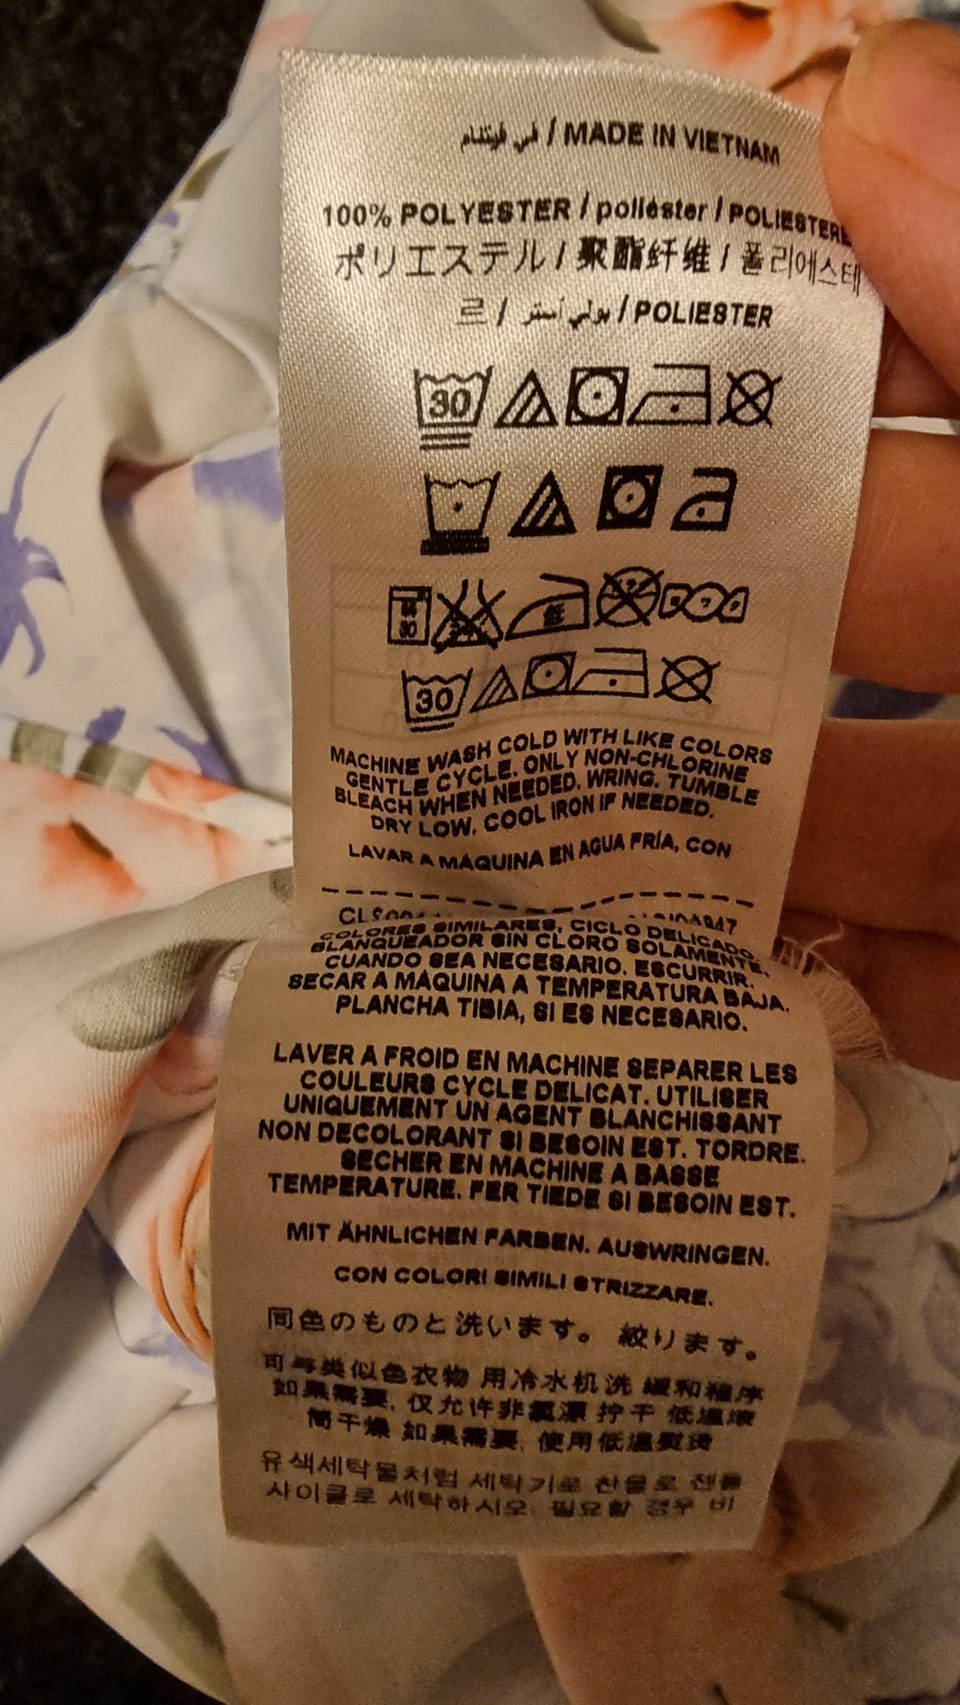 في فيتنام / MADE IN VIETNAM
100% POLYESTER / poliéster / POLIESTERE
ポリエステル / 聚酯纤维 / 폴리에스테
르 / بولي أستر / POLIESTER
30
30
MACHINE WASH COLD WITH LIKE COLORS
GENTLE CYCLE. ONLY NON-CHLORINE
BLEACH WHEN NEEDED. WRING. TUMBLE
DRY LOW. COOL IRON IF NEEDED.
LAVAR A MÁQUINA EN AGUA FRÍA, CON
COLORES SIMILARES, CICLO DELICADO.
BLANQUEADOR SIN CLORO SOLAMENTE,
CUANDO SEA NECESARIO. ESCURRIR.
SECAR A MÁQUINA A TEMPERATURA BAJA.
PLANCHA TIBIA, SI ES NECESARIO.
LAVER A FROID EN MACHINE SEPARER LES
COULEURS CYCLE DELICAT. UTILISER
UNIQUEMENT UN AGENT BLANCHISSANT
NON DECOLORANT SI BESOIN EST. TORDRE.
SECHER EN MACHINE A BASSE
TEMPERATURE. FER TIEDE SI BESOIN EST.
MIT ÄHNLICHEN FARBEN. AUSWRINGEN.
CON COLORI SIMILI STRIZZARE.
同色のものと洗います。 絞ります。
可与类似色衣物 用冷水机洗 缓和程序
如果需要, 仅允许非氯漂 拧干 低温滚
筒干燥 如果需要, 使用低温熨烫
유색세탁물처럼 세탁기로 찬물로 젠틀
사이클로 세탁하시오. 필요할 경우 비